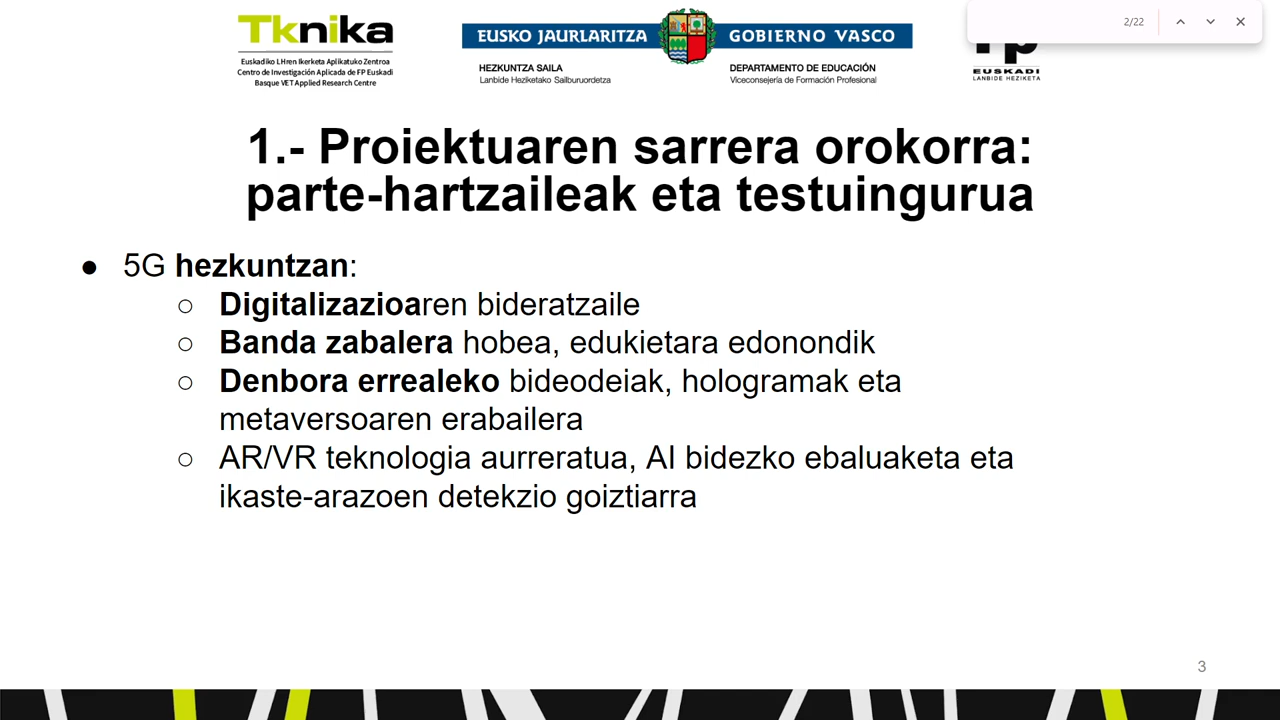 Tknika
Euskadiko LHren Ikerketa Aplikatuko Zentroa
Centro de Investigación Aplicada de FP Euskadi
Basque VET Applied Research Centre
EUSKO JAURLARITZA
GOBIERNO VASCO
HEZKUNTZA SAILA
Lanbide Heziketako Sailburuordetza
DEPARTAMENTO DE EDUCACIÓN
Viceconsejería de Formación Profesional
2/22
EUSKADI
LANBIDE HEZIKETA
1.- Proiektuaren sarrera orokorra:
parte-hartzaileak eta testuingurua
● 5G hezkuntzan:
○ Digitalizazioaren bideratzaile
○ Banda zabalera hobea, edukietara edonondik
○ Denbora errealeko bideodeiak, hologramak eta
metaversoaren erabailera
○ AR/VR teknologia aurreratua, AI bidezko ebaluaketa eta
ikaste-arazoen detekzio goiztiarra
3